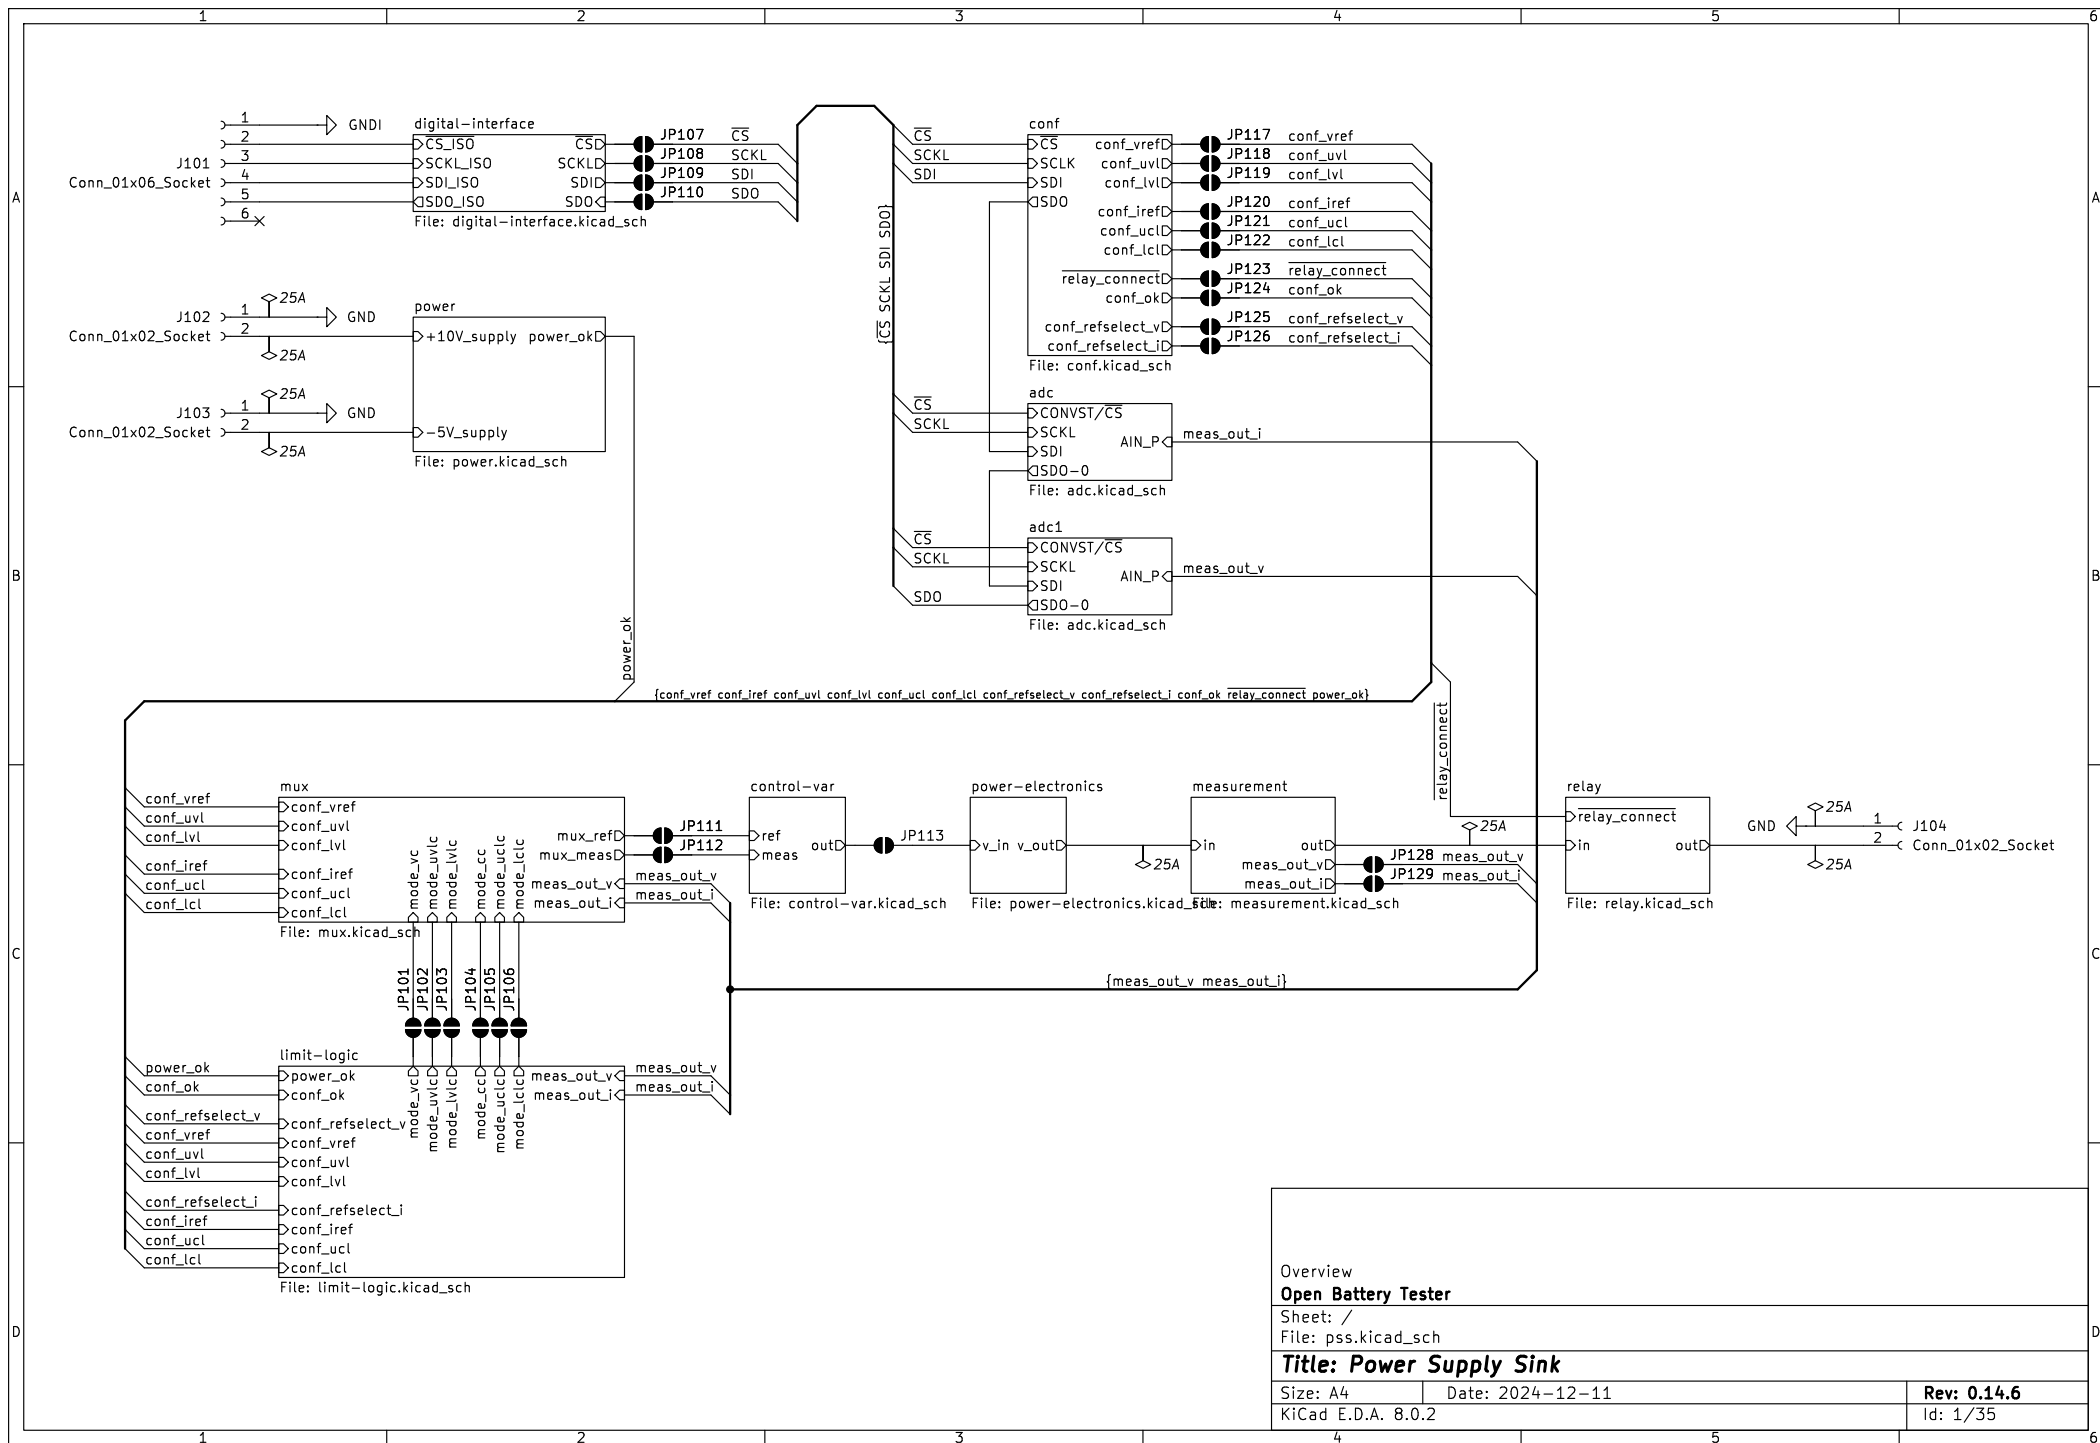 1 2 3 4 5 6
A
B
C
D
A
B
C
D
1 2 3 4 5 6
J101
Conn_01x06_Socket
1
2
3
4
5
6
GNDI
digital-interface
CS_ISO
SCKL_ISO
SDI_ISO
SDO_ISO
CS
SCKL
SDI
SDO
File: digital-interface.kicad_sch
JP107 CS
JP108 SCKL
JP109 SDI
JP110 SDO
{CS SCKL SDI SDO}
J102
Conn_01x02_Socket
1
2
25A
GND
25A
J103
Conn_01x02_Socket
1
2
25A
GND
25A
power
+10V_supply power_ok
-5V_supply
File: power.kicad_sch
power_ok
CS
SCKL
SDI
conf
CS
SCLK
SDI
SDO
conf_vref
conf_uvl
conf_lvl
conf_iref
conf_ucl
conf_lcl
relay_connect
conf_ok
conf_refselect_v
conf_refselect_i
File: conf.kicad_sch
JP117 conf_vref
JP118 conf_uvl
JP119 conf_lvl
JP120 conf_iref
JP121 conf_ucl
JP122 conf_lcl
JP123 relay_connect
JP124 conf_ok
JP125 conf_refselect_v
JP126 conf_refselect_i
CS
SCKL
adc
CONVST/CS
SCKL
SDI
SDO-0
AIN_P
meas_out_i
File: adc.kicad_sch
CS
SCKL
SDO
adc1
CONVST/CS
SCKL
SDI
SDO-0
AIN_P
meas_out_v
File: adc.kicad_sch
{conf_vref conf_iref conf_uvl conf_lvl conf_ucl conf_lcl conf_refselect_v conf_refselect_i conf_ok relay_connect power_ok}
relay_connect
conf_vref
conf_uvl
conf_lvl
conf_iref
conf_ucl
conf_lcl
mux
conf_vref
conf_uvl
conf_lvl
conf_iref
conf_ucl
conf_lcl
mode_vc
mode_uvlc
mode_lvlc
mode_cc
mode_uclc
mode_lclc
mux_ref
mux_meas
meas_out_v
meas_out_i
File: mux.kicad_sch
JP111
JP112
meas_out_v
meas_out_i
control-var
ref
meas
out
File: control-var.kicad_sch
JP113
power-electronics
v_in v_out
File: power-electronics.kicad_sch
25A
measurement
in
out
meas_out_v
meas_out_i
File: measurement.kicad_sch
JP128 meas_out_v
JP129 meas_out_i
25A
relay
relay_connect
in
out
File: relay.kicad_sch
GND
25A
25A
1
2
J104
Conn_01x02_Socket
{meas_out_v meas_out_i}
JP101
JP102
JP103
JP104
JP105
JP106
power_ok
conf_ok
conf_refselect_v
conf_vref
conf_uvl
conf_lvl
conf_refselect_i
conf_iref
conf_ucl
conf_lcl
limit-logic
power_ok
conf_ok
conf_refselect_v
conf_vref
conf_uvl
conf_lvl
conf_refselect_i
conf_iref
conf_ucl
conf_lcl
mode_vc
mode_uvlc
mode_lvlc
mode_cc
mode_uclc
mode_lclc
meas_out_v
meas_out_i
meas_out_v
meas_out_i
File: limit-logic.kicad_sch
Overview
Open Battery Tester
Sheet: /
File: pss.kicad_sch
Title: Power Supply Sink
Size: A4 Date: 2024-12-11 Rev: 0.14.6
KiCad E.D.A. 8.0.2 Id: 1/35